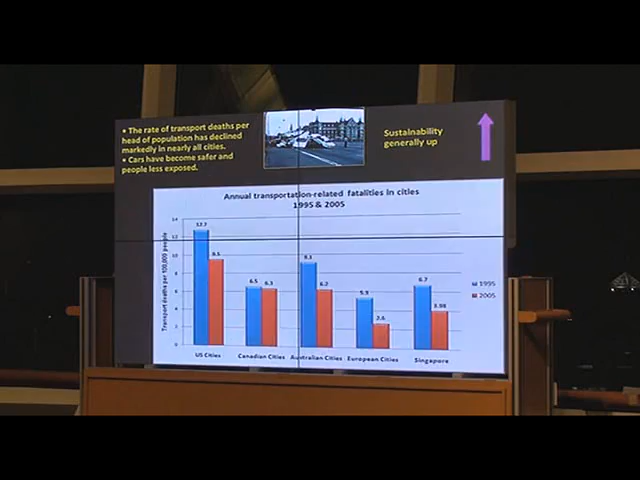 • The rate of transport deaths per
head of population has declined
markedly in nearly all cities.
• Cars have become safer and
people less exposed.
Sustainability
generally up
Annual transportation-related fatalities in cities
1995 & 2005
Transport deaths per 100,000 people
14
12
10
8
6
4
2
0
12.7
9.5
6.5
6.3
9.1
6.2
5.3
2.6
6.7
3.98
US Cities
Canadian Cities
Australian Cities
European Cities
Singapore
1995
2005